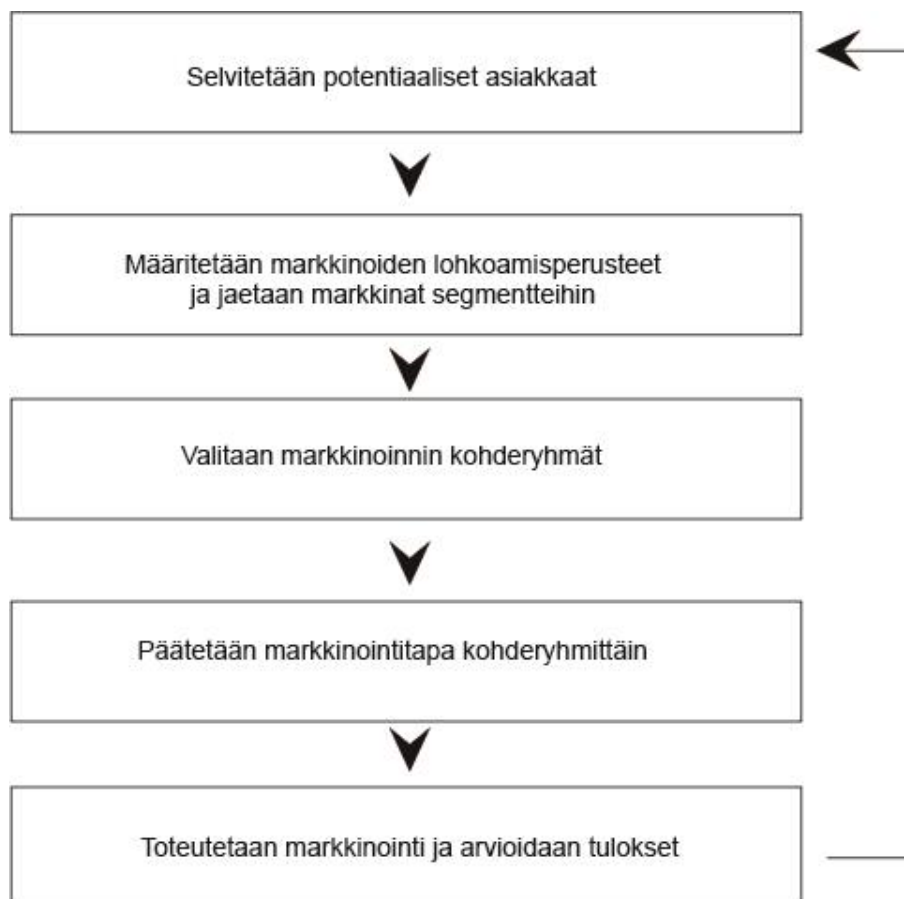 Selvitetään potentiaaliset asiakkaat
Määritetään markkinoiden lohkoamisperusteet
ja jaetaan markkinat segmentteihin
Valitaan markkinoinnin kohderyhmät
Päätetään markkinointitapa kohderyhmittäin
Toteutetaan markkinointi ja arvioidaan tulokset